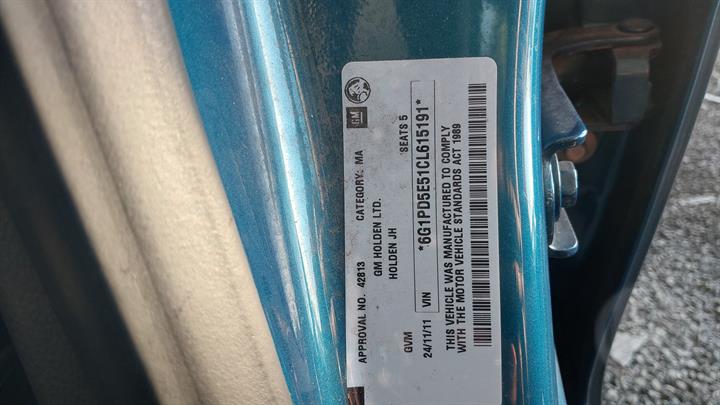 GM
APPROVAL NO. 42813 CATEGORY: MA
GM HOLDEN LTD.
HOLDEN JH SEATS 5
GVM
24/11/11 VIN *6G1PD5E51CL615191*
THIS VEHICLE WAS MANUFACTURED TO COMPLY
WITH THE MOTOR VEHICLE STANDARDS ACT 1989